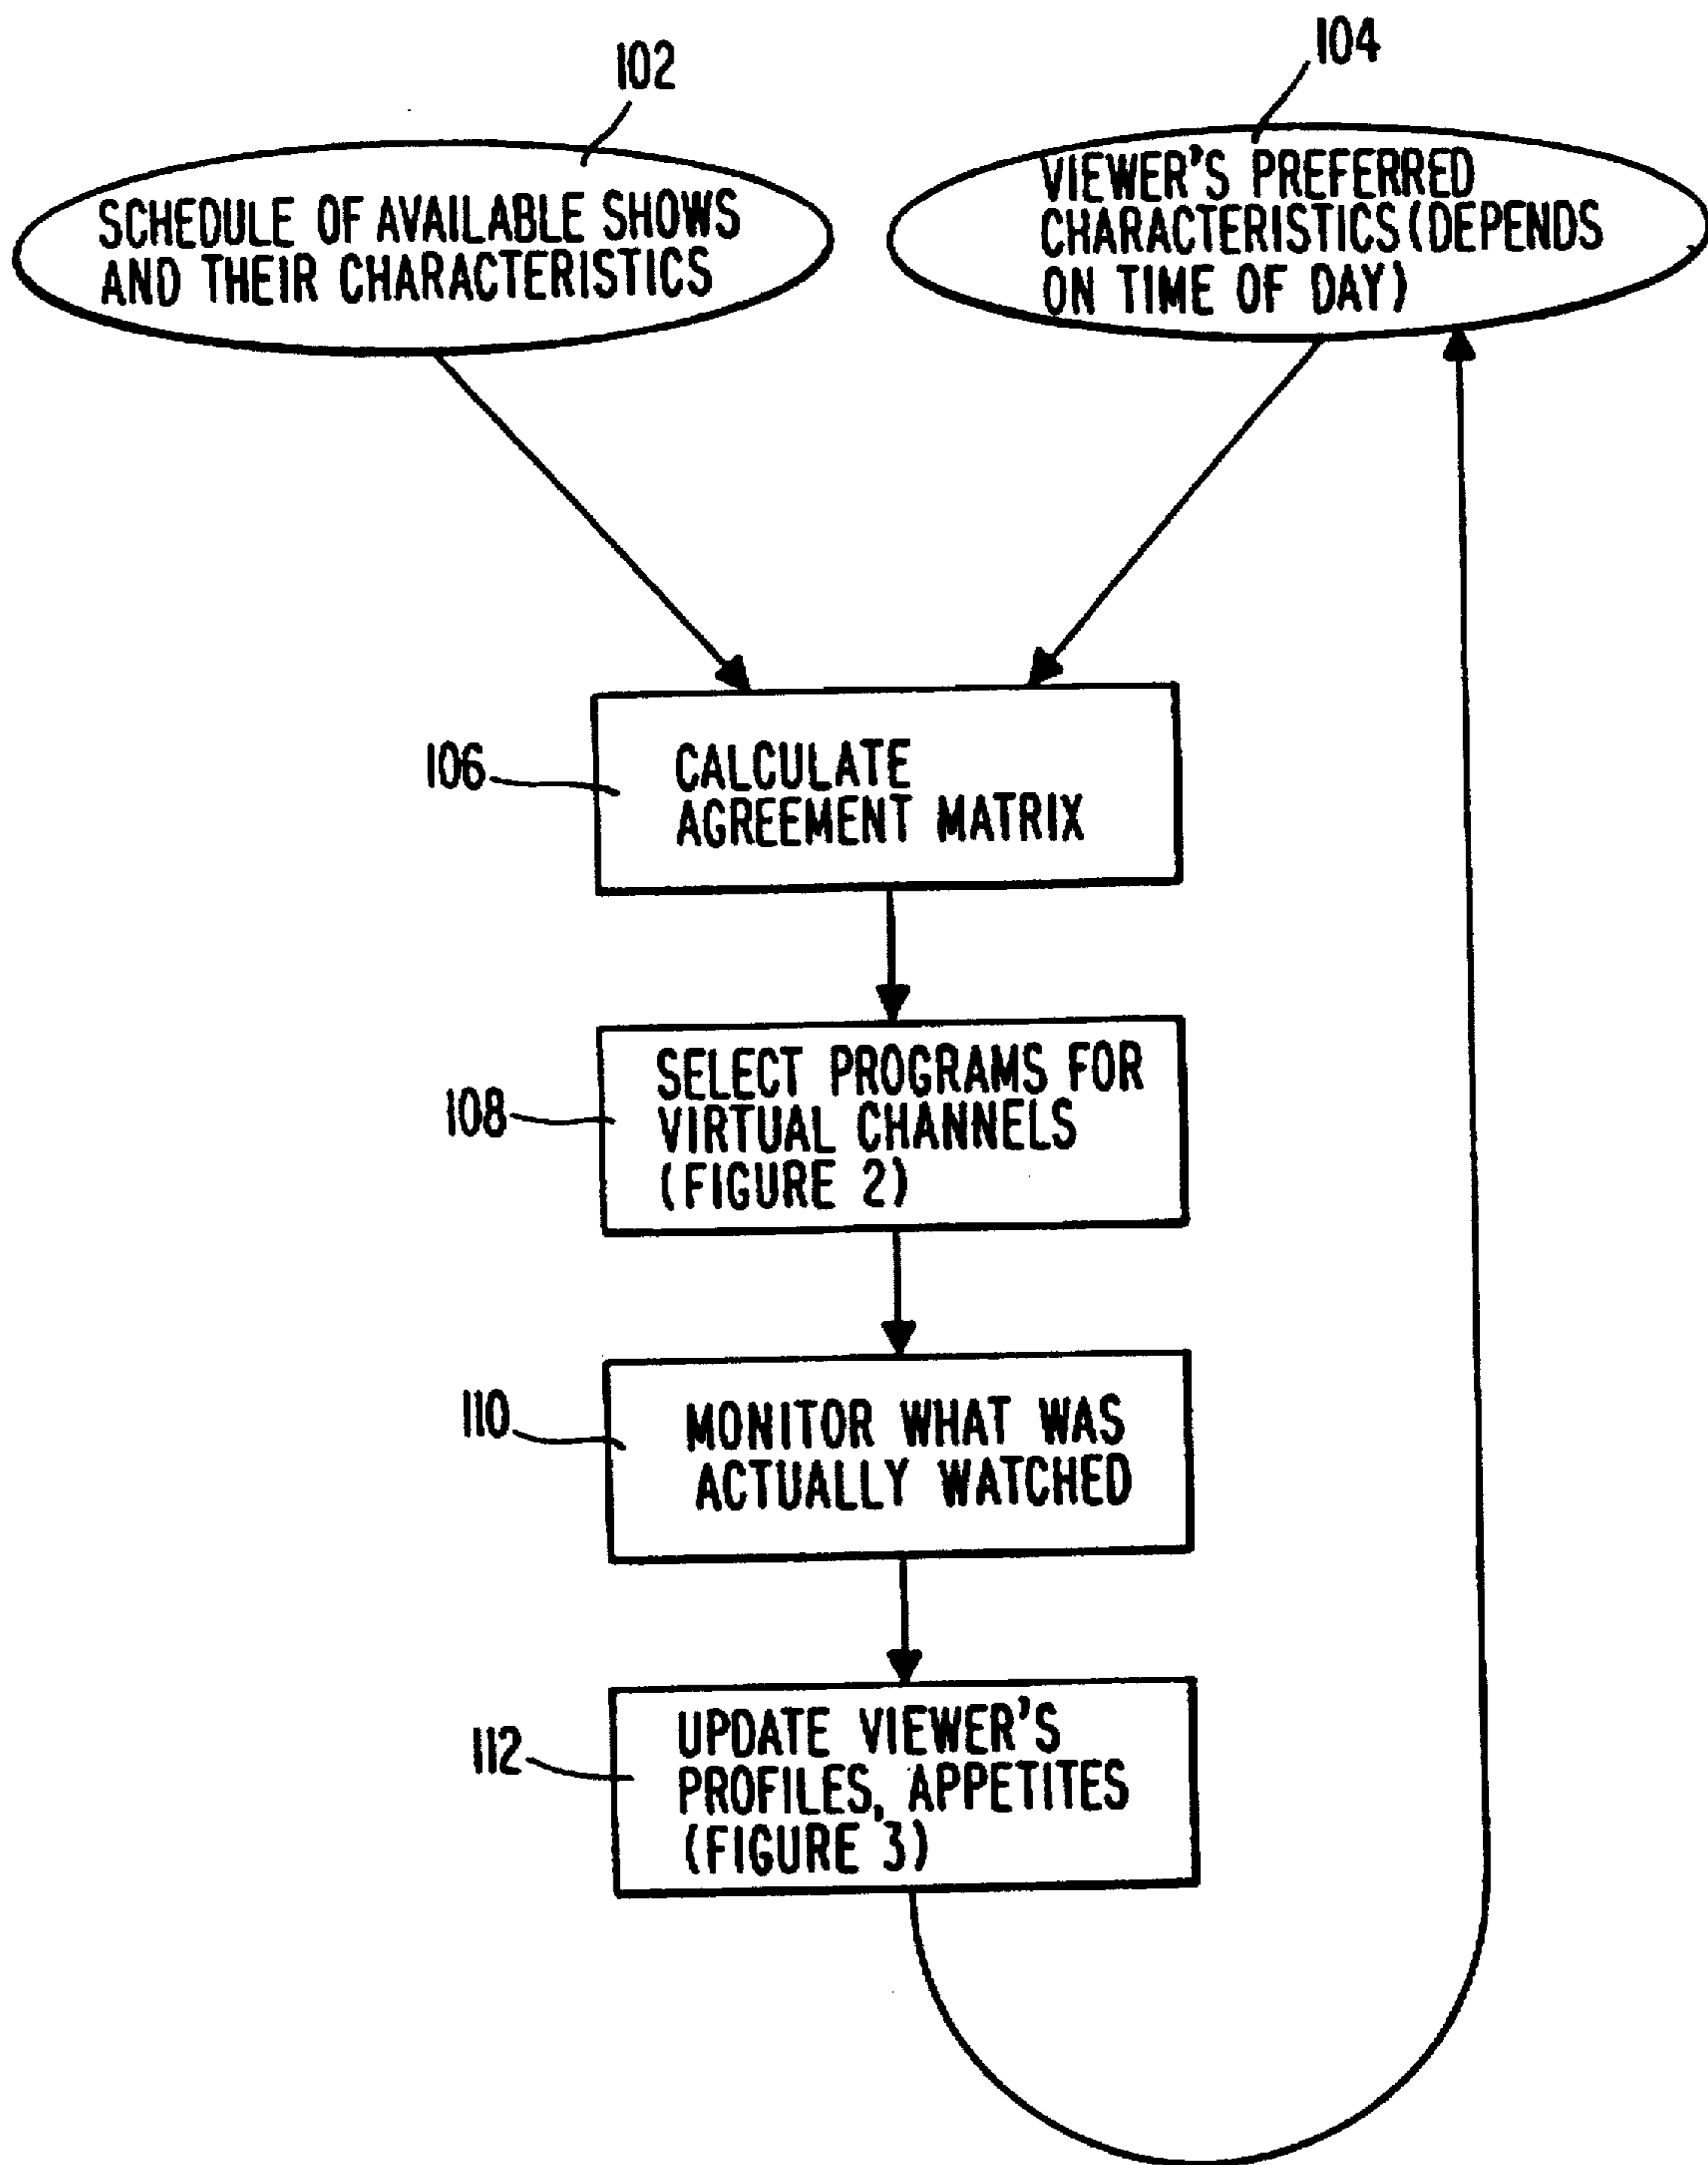 102
104
SCHEDULE OF AVAILABLE SHOWS
AND THEIR CHARACTERISTICS
VIEWER'S PREFERRED
CHARACTERISTICS (DEPENDS
ON TIME OF DAY)
106
CALCULATE
AGREEMENT MATRIX
108
SELECT PROGRAMS FOR
VIRTUAL CHANNELS
(FIGURE 2)
110
MONITOR WHAT WAS
ACTUALLY WATCHED
112
UPDATE VIEWER'S
PROFILES, APPETITES
(FIGURE 3)